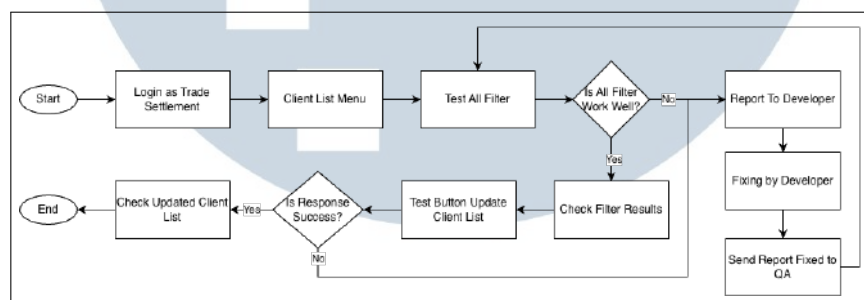 Start
Login as Trade
Settlement
Client List Menu
Test All Filter
Is All Filter
Work Well?
No
Report To Developer
Yes
Fixing by Developer
End
Check Updated Client
List
Yes
Is Response
Success?
Test Button Update
Client List
Check Filter Results
No
Send Report Fixed to
QA